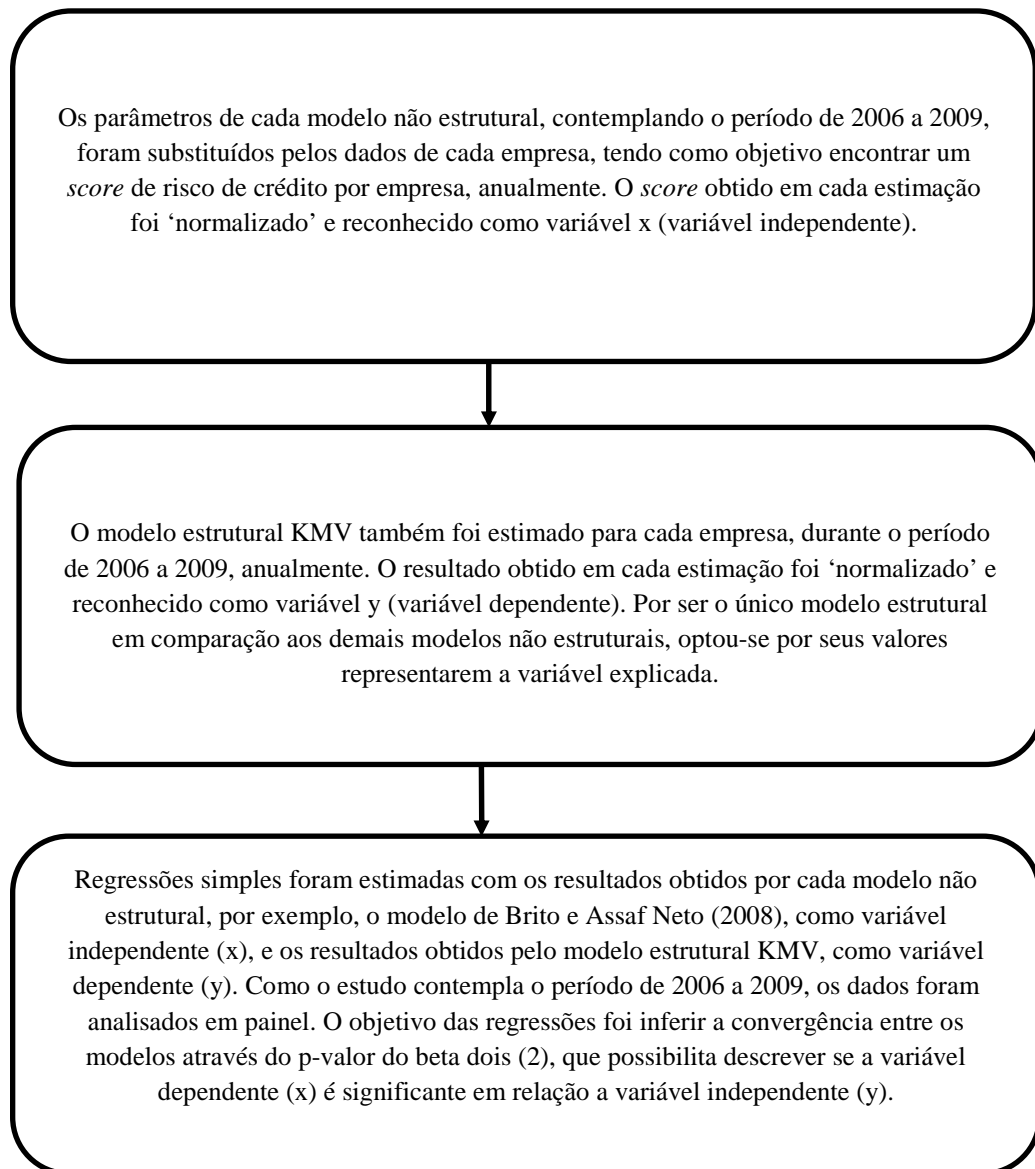 Os parâmetros de cada modelo não estrutural, contemplando o período de 2006 a 2009,
foram substituídos pelos dados de cada empresa, tendo como objetivo encontrar um
score de risco de crédito por empresa, anualmente. O score obtido em cada estimação
foi ‘normalizado’ e reconhecido como variável x (variável independente).
O modelo estrutural KMV também foi estimado para cada empresa, durante o período
de 2006 a 2009, anualmente. O resultado obtido em cada estimação foi ‘normalizado’ e
reconhecido como variável y (variável dependente). Por ser o único modelo estrutural
em comparação aos demais modelos não estruturais, optou-se por seus valores
representarem a variável explicada.
Regressões simples foram estimadas com os resultados obtidos por cada modelo não
estrutural, por exemplo, o modelo de Brito e Assaf Neto (2008), como variável
independente (x), e os resultados obtidos pelo modelo estrutural KMV, como variável
dependente (y). Como o estudo contempla o período de 2006 a 2009, os dados foram
analisados em painel. O objetivo das regressões foi inferir a convergência entre os
modelos através do p-valor do beta dois (2), que possibilita descrever se a variável
dependente (x) é significante em relação a variável independente (y).